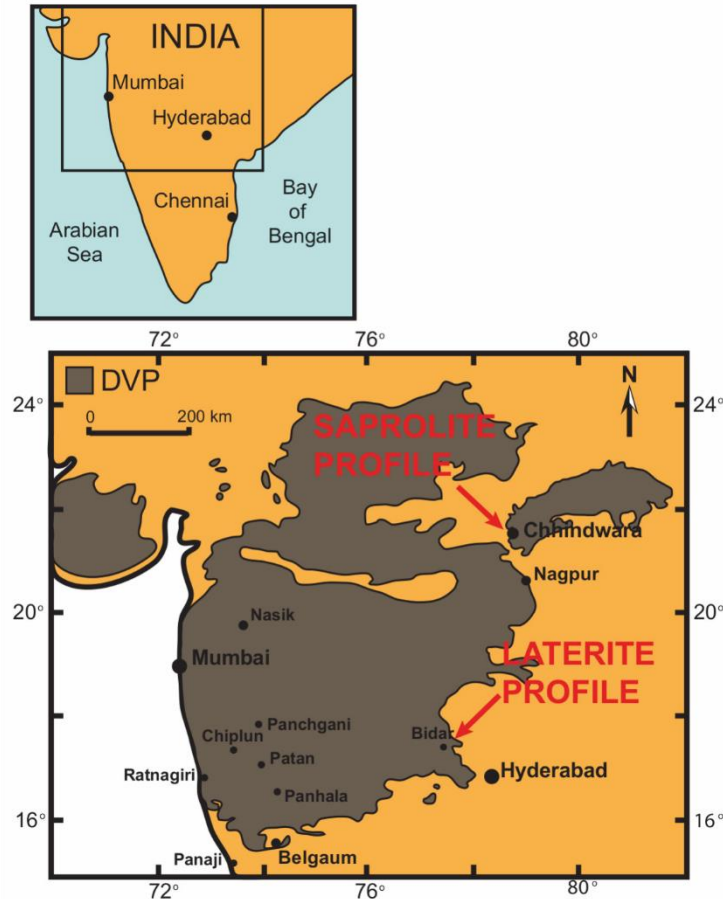 INDIA
Mumbai
Hyderabad
Chennai
Arabian
Sea
Bay
of
Bengal
72°
76°
80°
DVP
N
24°
24°
0
200 km
SAPROLITE
PROFILE
Chhindwara
Nagpur
20°
20°
Nasik
Mumbai
LATERITE
PROFILE
Panchgani
Chiplun
Bidar
Patan
Ratnagiri
Hyderabad
Panhala
16°
16°
Belgaum
Panaji
72°
76°
80°